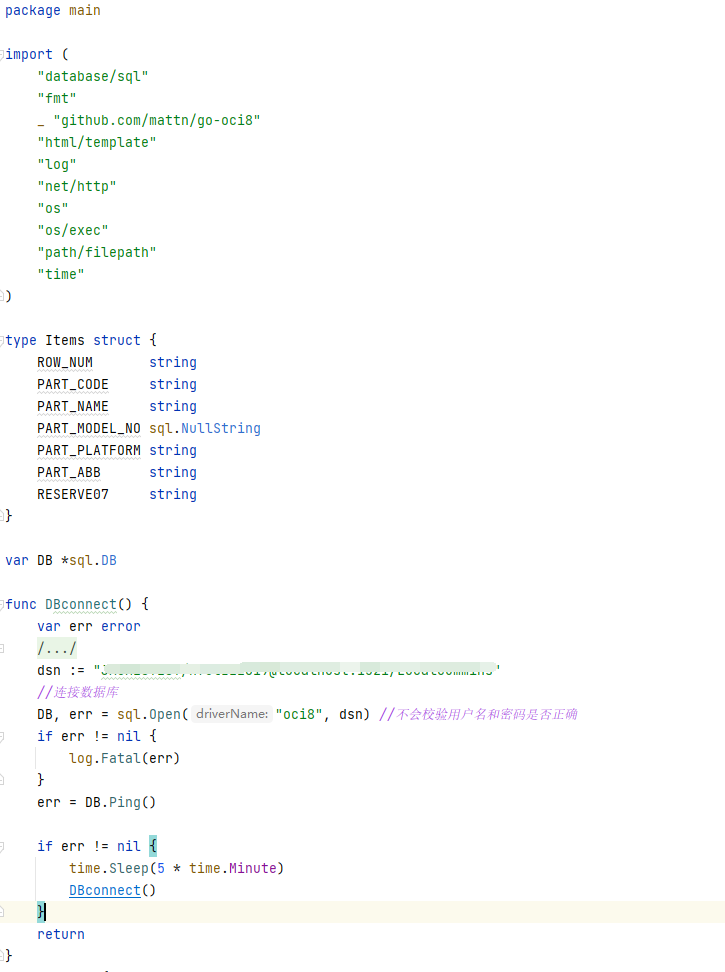 package main
import (
"database/sql"
"fmt"
_ "github.com/mattn/go-oci8"
"html/template"
"log"
"net/http"
"os"
"os/exec"
"path/filepath"
"time"
)
type Items struct {
ROW_NUM string
PART_CODE string
PART_NAME string
PART_MODEL_NO sql.NullString
PART_PLATFORM string
PART_ABB string
RESERVE07 string
}
var DB *sql.DB
func DBconnect() {
var err error
/.../
dsn := "
//连接数据库
DB, err = sql.Open( driverName: "oci8", dsn) //不会校验用户名和密码是否正确
if err != nil {
log.Fatal(err)
}
err = DB.Ping()
if err != nil {
time.Sleep(5 * time.Minute)
DBconnect()
}
return
}